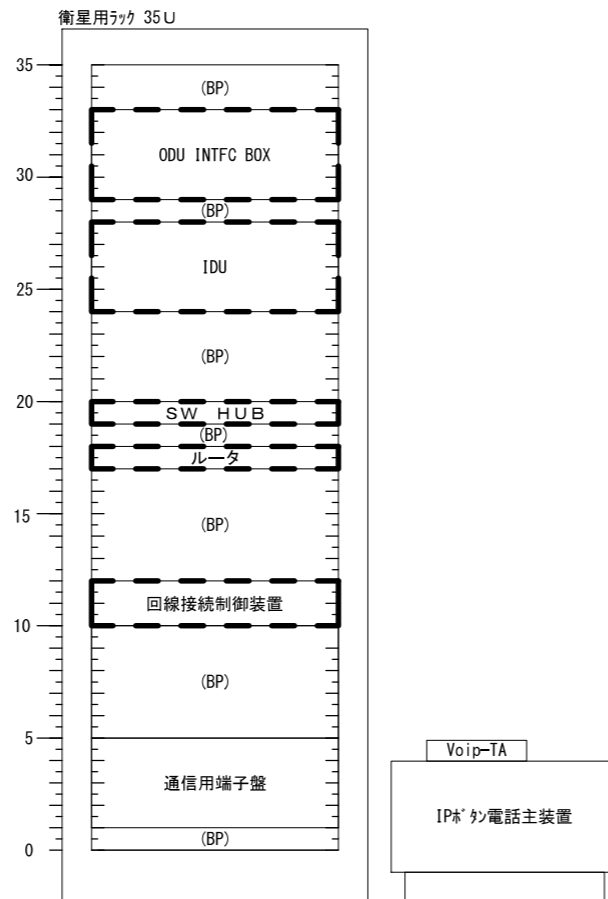 衛星用ﾗｯｸ 35U
35
(BP)
ODU INTFC BOX
30
(BP)
IDU
25
(BP)
20
SW HUB
(BP)
ルータ
15
(BP)
回線接続制御装置
10
(BP)
5
Voip-TA
通信用端子盤
IPﾎﾞﾀﾝ電話主装置
(BP)
0